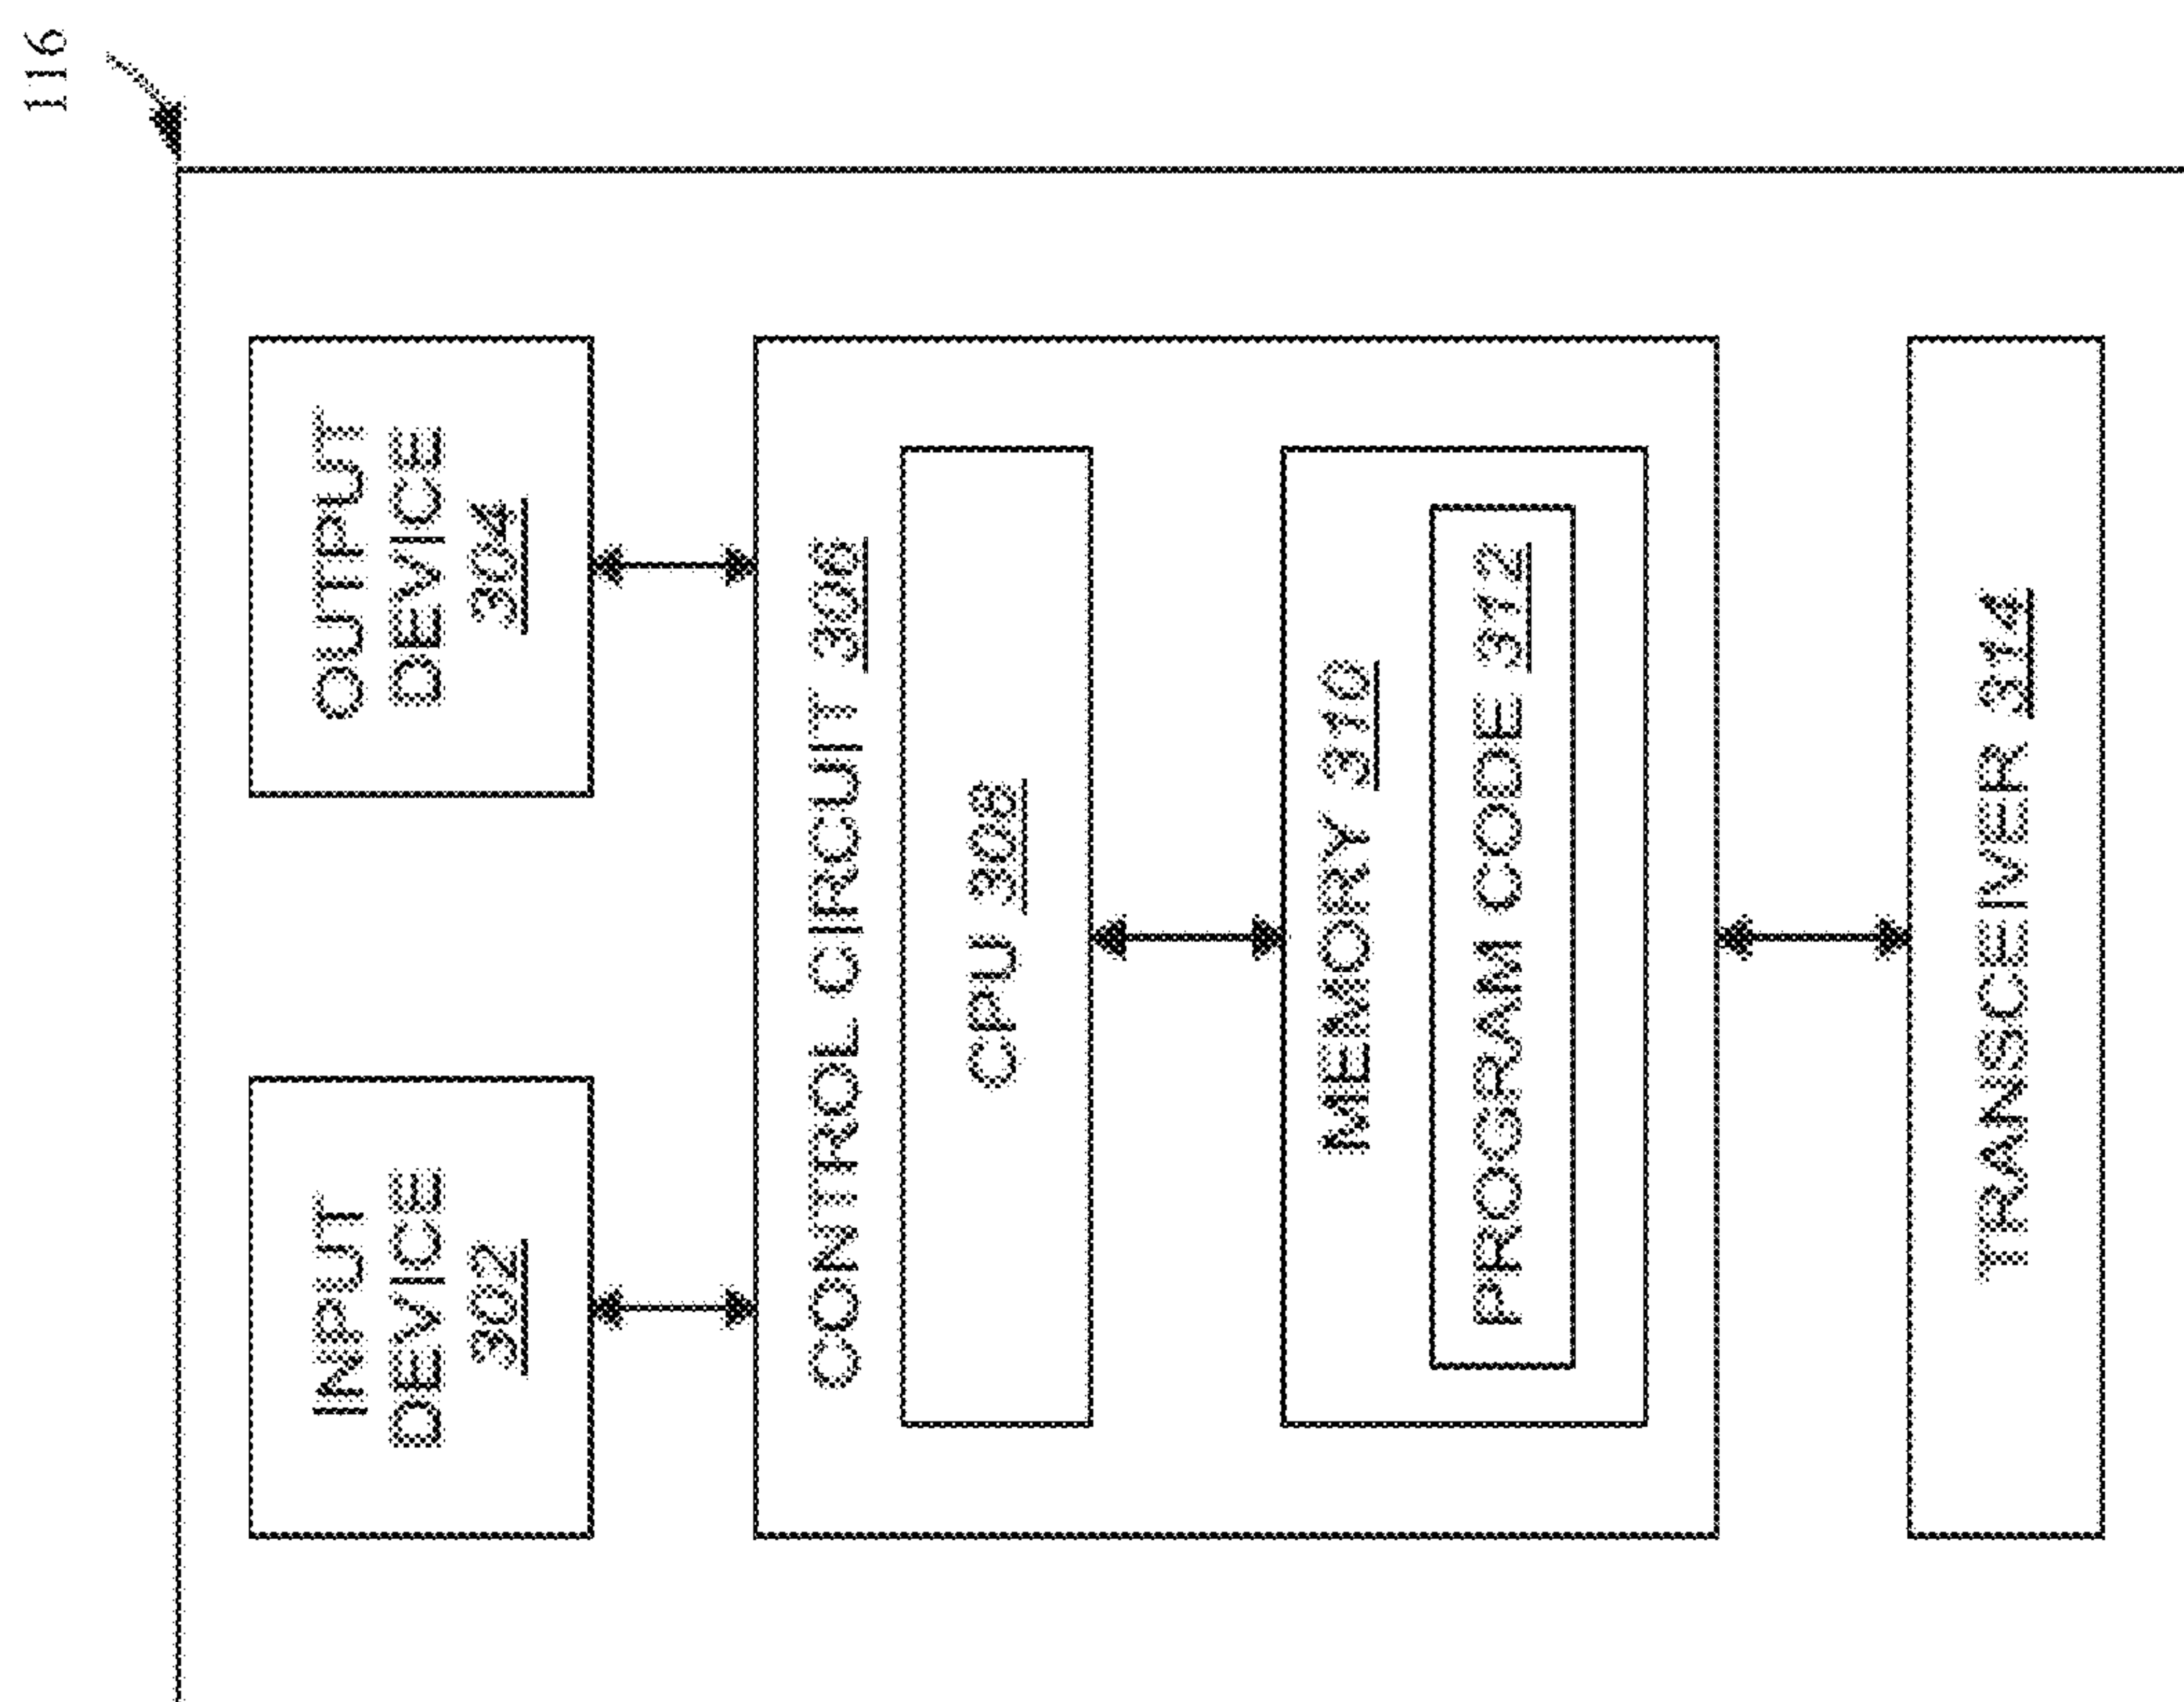 116
INPUT
DEVICE
302
OUTPUT
DEVICE
304
CONTROL CIRCUIT 306
CPU 308
MEMORY 310
PROGRAM CODE 312
TRANSCEIVER 314